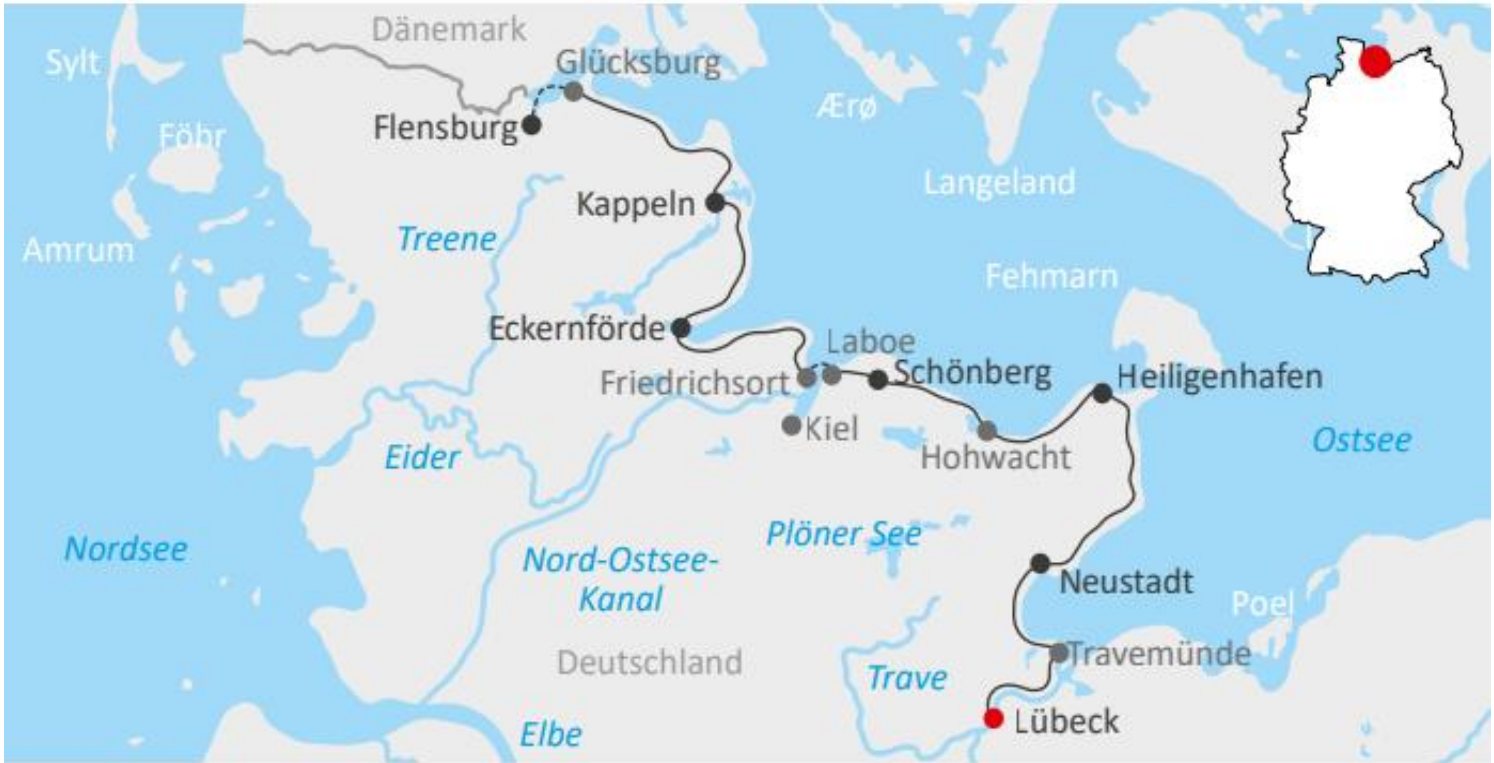 Dänemark
Sylt
Glücksburg
Ærø
Flensburg
Föhr
Langeland
Kappeln
Treene
Amrum
Fehmarn
Eckernförde
Laboe
Schönberg
Heiligenhafen
Friedrichsort
Kiel
Ostsee
Hohwacht
Eider
Plöner See
Nordsee
Nord-Ostsee-
Kanal
Neustadt
Poel
Travemünde
Deutschland
Trave
Lübeck
Elbe